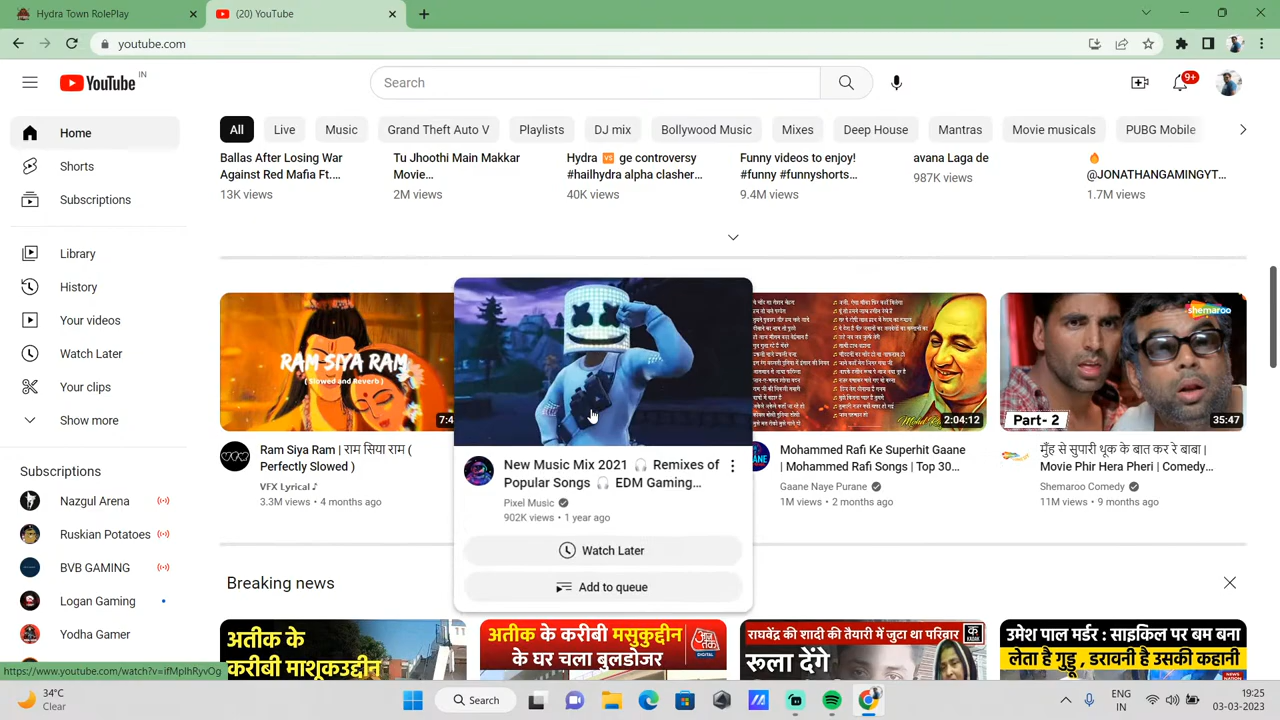 Hydra Town RolePlay
(20) YouTube
youtube.com
YouTube IN
Search
9+
Home
Shorts
Subscriptions
Library
History
Your videos
Watch Later
Your clips
Show more
Subscriptions
Nazgul Arena
Ruskian Potatoes
BVB GAMING
Logan Gaming
Yodha Gamer
All Live Music Grand Theft Auto V Playlists DJ mix Bollywood Music Mixes Deep House Mantras Movie musicals PUBG Mobile
Ballas After Losing War
Against Red Mafia Ft....
13K views
Tu Jhoothi Main Makkar
Movie...
2M views
Hydra 🆚 ge controversy
#hailhydra alpha clasher...
40K views
Funny videos to enjoy!
#funny #funnyshorts...
9.4M views
avana Laga de
987K views
🔥
@JONATHANGAMINGYT...
1.7M views
RAM SIYA RAM
( Slowed and Reverb )
7:4
Ram Siya Ram | राम सिया राम (
Perfectly Slowed )
VFX Lyrical ♪
3.3M views • 4 months ago
New Music Mix 2021 🎧 Remixes of
Popular Songs 🎧 EDM Gaming...
Pixel Music
902K views • 1 year ago
Watch Later
Add to queue
2:04:12
Mohammed Rafi Ke Superhit Gaane
| Mohammed Rafi Songs | Top 30...
Gaane Naye Purane
1M views • 2 months ago
shemaroo
Part- 2
35:47
मुँह से सुपारी थूक के बात कर रे बाबा |
Movie Phir Hera Pheri | Comedy...
Shemaroo Comedy
11M views • 9 months ago
Breaking news
अतीक के
करीबी माशूकउद्दीन
अतीक के करीबी मसुकुद्दीन
के घर चला बुलडोजर
राघवेंद्र की शादी की तैयारी में जुटा था परिवार
रूला देंगे
उमेश पाल मर्डर : साइकिल पर बम बना
लेता है गुड्डू , डरावनी है उसकी कहानी
https://www.youtube.com/watch?v=ifMplhRyvOg
34°C
Clear
Search
ENG
IN
19:25
03-03-2023